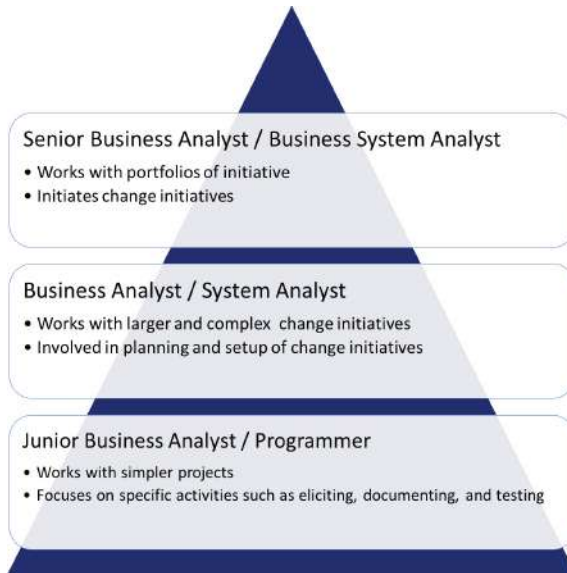 Senior Business Analyst / Business System Analyst
• Works with portfolios of initiative
• Initiates change initiatives
Business Analyst / System Analyst
• Works with larger and complex change initiatives
• Involved in planning and setup of change initiatives
Junior Business Analyst / Programmer
• Works with simpler projects
• Focuses on specific activities such as eliciting, documenting, and testing